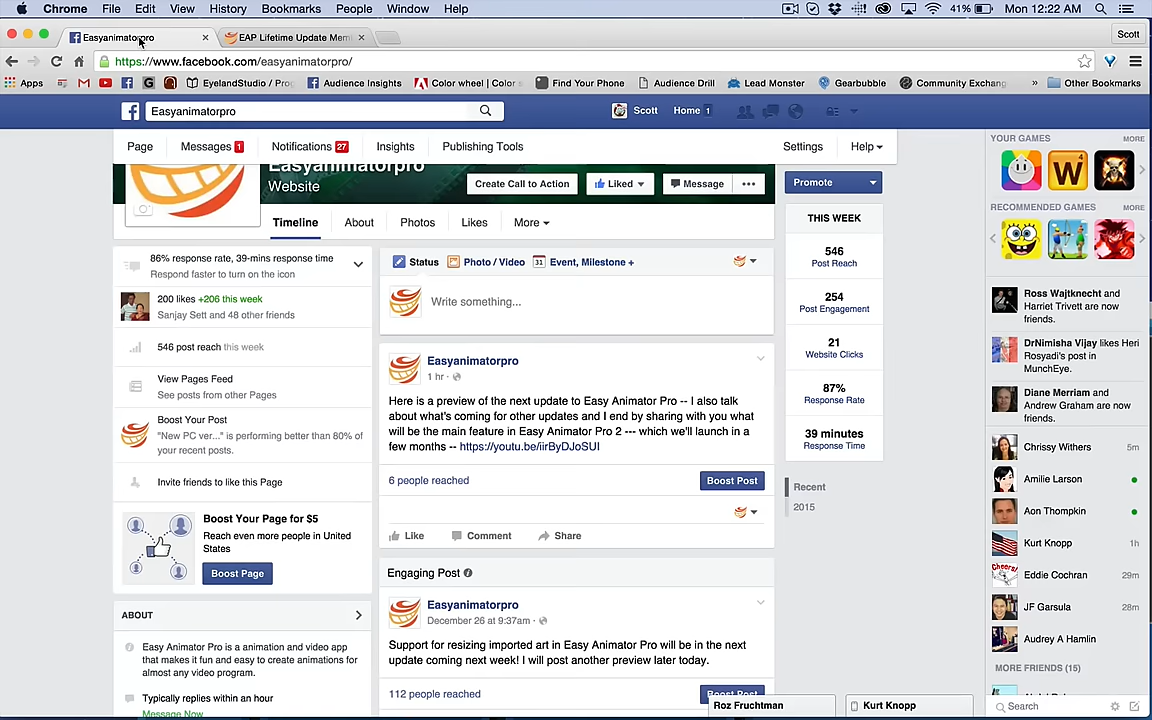 Chrome File Edit View History Bookmarks People Window Help
41% Mon 12:22 AM
Easyanimatorpro
EAP Lifetime Update Mem
Scott
https://www.facebook.com/easyanimatorpro/
Apps
EyelandStudio / Pro
Audience Insights
Color wheel | Color
Find Your Phone
Audience Drill
Lead Monster
Gearbubble
Community Exchang
» Other Bookmarks
Easyanimatorpro
Scott Home 1
Page Messages 1 Notifications 27 Insights Publishing Tools Settings Help
Easyanimatorpro
Website
Create Call to Action Liked Message •••
Timeline About Photos Likes More
Promote
THIS WEEK
546
Post Reach
254
Post Engagement
21
Website Clicks
87%
Response Rate
39 minutes
Response Time
Recent
2015
86% response rate, 39-mins response time
Respond faster to turn on the icon
200 likes +206 this week
Sanjay Sett and 48 other friends
546 post reach this week
View Pages Feed
See posts from other Pages
Boost Your Post
"New PC ver..." is performing better than 80% of
your recent posts.
Invite friends to like this Page
Boost Your Page for $5
Reach even more people in United
States
Boost Page
ABOUT
Easy Animator Pro is a animation and video app
that makes it fun and easy to create animations for
almost any video program.
Typically replies within an hour
Message Now
Status Photo / Video 31 Event, Milestone +
Write something...
Easyanimatorpro
1 hr ·
Here is a preview of the next update to Easy Animator Pro -- I also talk
about what's coming for other updates and I end by sharing with you what
will be the main feature in Easy Animator Pro 2 --- which we'll launch in a
few months -- https://youtu.be/iirByDJoSUI
6 people reached Boost Post
Like Comment Share
Engaging Post
Easyanimatorpro
December 26 at 9:37am ·
Support for resizing imported art in Easy Animator Pro will be in the next
update coming next week! I will post another preview later today.
112 people reached Boost Post
YOUR GAMES MORE
W
RECOMMENDED GAMES MORE
Ross Wajtknecht and
Harriet Trivett are now
friends.
DrNimisha Vijay likes Heri
Rosyadi's post in
MunchEye.
Diane Merriam and
Andrew Graham are now
friends.
Chrissy Withers 5m
Amilie Larson
Aon Thompkin
Kurt Knopp 1h
Cheers!
Eddie Cochran 29m
JF Garsula 28m
Audrey A Hamlin
MORE FRIENDS (15)
Search
Roz Fruchtman
Kurt Knopp